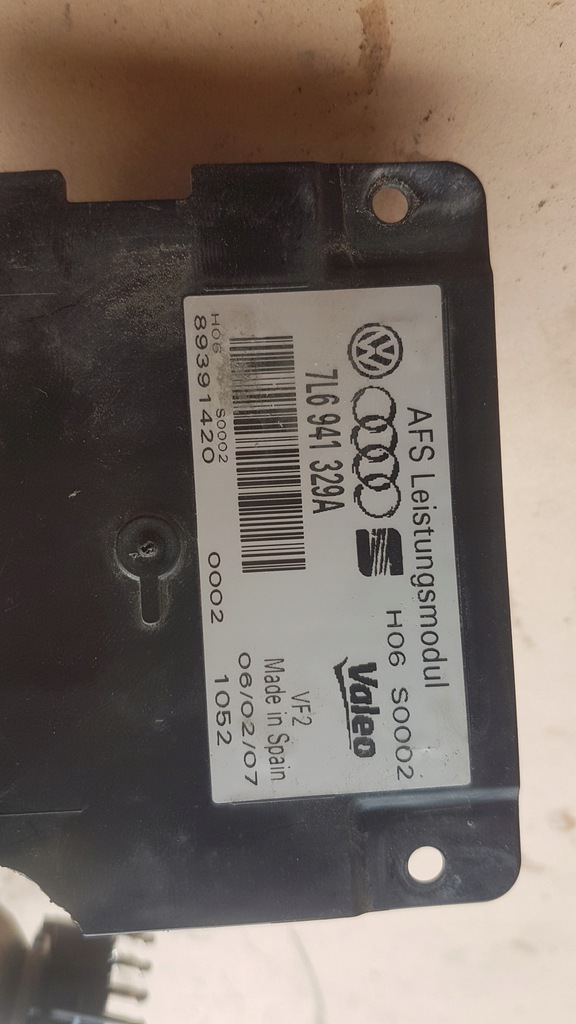 AFS Leistungsmodul
H06 S0002
Valeo
7L6 941 329A
VF2
Made in Spain
H06 S0002
89391420 0002
06/02/07
1052